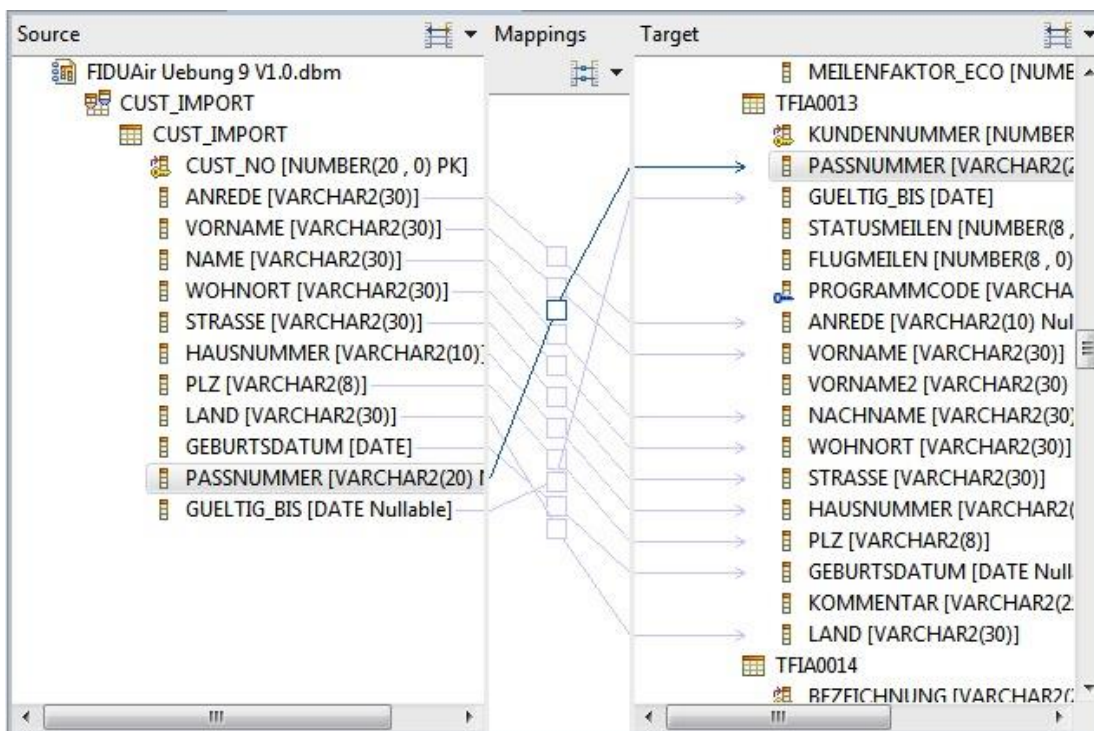 Source
FIDUAir Uebung 9 V1.0.dbm
CUST_IMPORT
CUST_IMPORT
CUST_NO [NUMBER(20 , 0) PK]
ANREDE [VARCHAR2(30)]
VORNAME [VARCHAR2(30)]
NAME [VARCHAR2(30)]
WOHNORT [VARCHAR2(30)]
STRASSE [VARCHAR2(30)]
HAUSNUMMER [VARCHAR2(10)]
PLZ [VARCHAR2(8)]
LAND [VARCHAR2(30)]
GEBURTSDATUM [DATE]
PASSNUMMER [VARCHAR2(20)
GUELTIG_BIS [DATE Nullable]
Mappings
Target
MEILENFAKTOR_ECO [NUME
TFIA0013
KUNDENNUMMER [NUMBER
PASSNUMMER [VARCHAR2(2
GUELTIG_BIS [DATE]
STATUSMEILEN [NUMBER(8 ,
FLUGMEILEN [NUMBER(8 , 0)
PROGRAMMCODE [VARCHA
ANREDE [VARCHAR2(10) Nul
VORNAME [VARCHAR2(30)]
VORNAME2 [VARCHAR2(30)
NACHNAME [VARCHAR2(30)
WOHNORT [VARCHAR2(30)]
STRASSE [VARCHAR2(30)]
HAUSNUMMER [VARCHAR2(
PLZ [VARCHAR2(8)]
GEBURTSDATUM [DATE Null
KOMMENTAR [VARCHAR2(2
LAND [VARCHAR2(30)]
TFIA0014
BEZEICHNUNG [VARCHAR2(